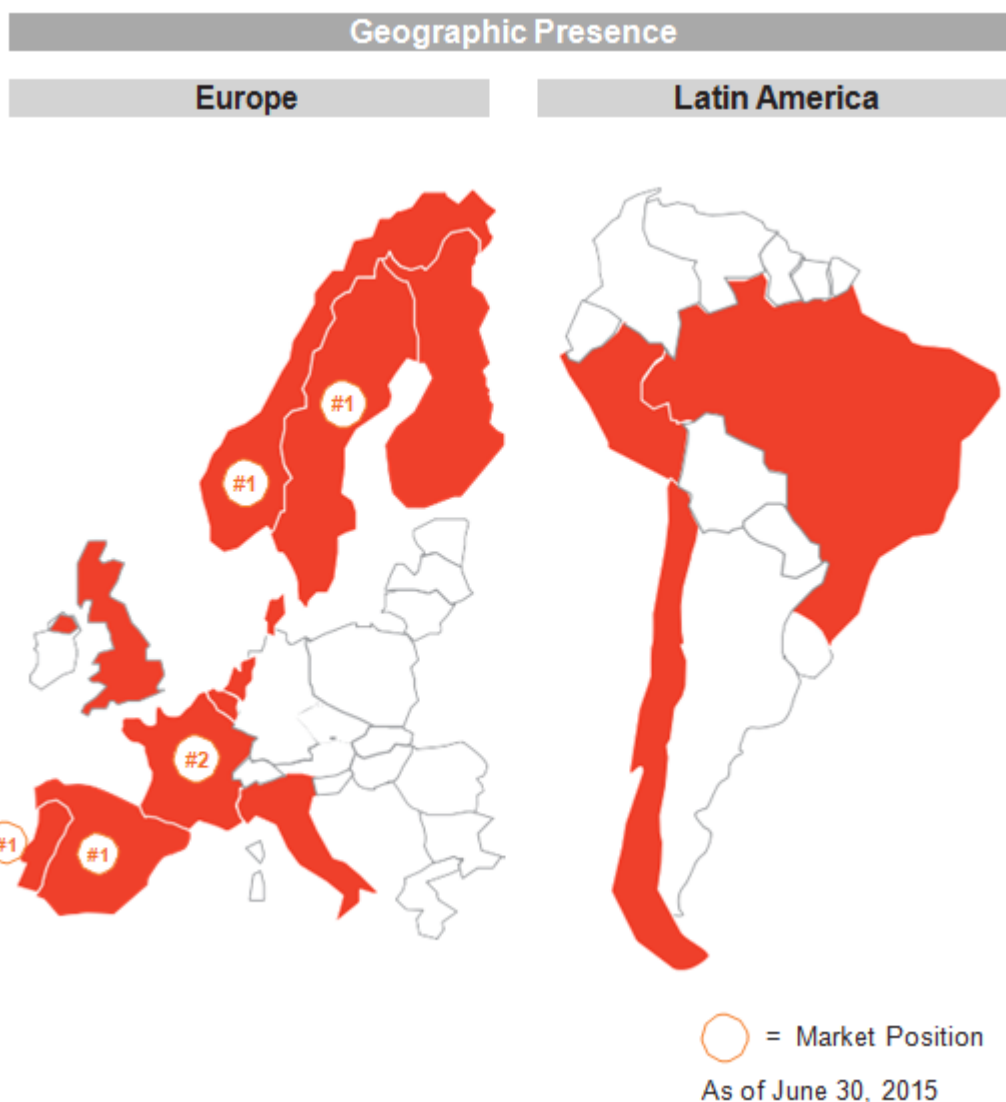 Geographic Presence
Europe
Latin America
#1
#1
#2
#1
#1
= Market Position
As of June 30, 2015